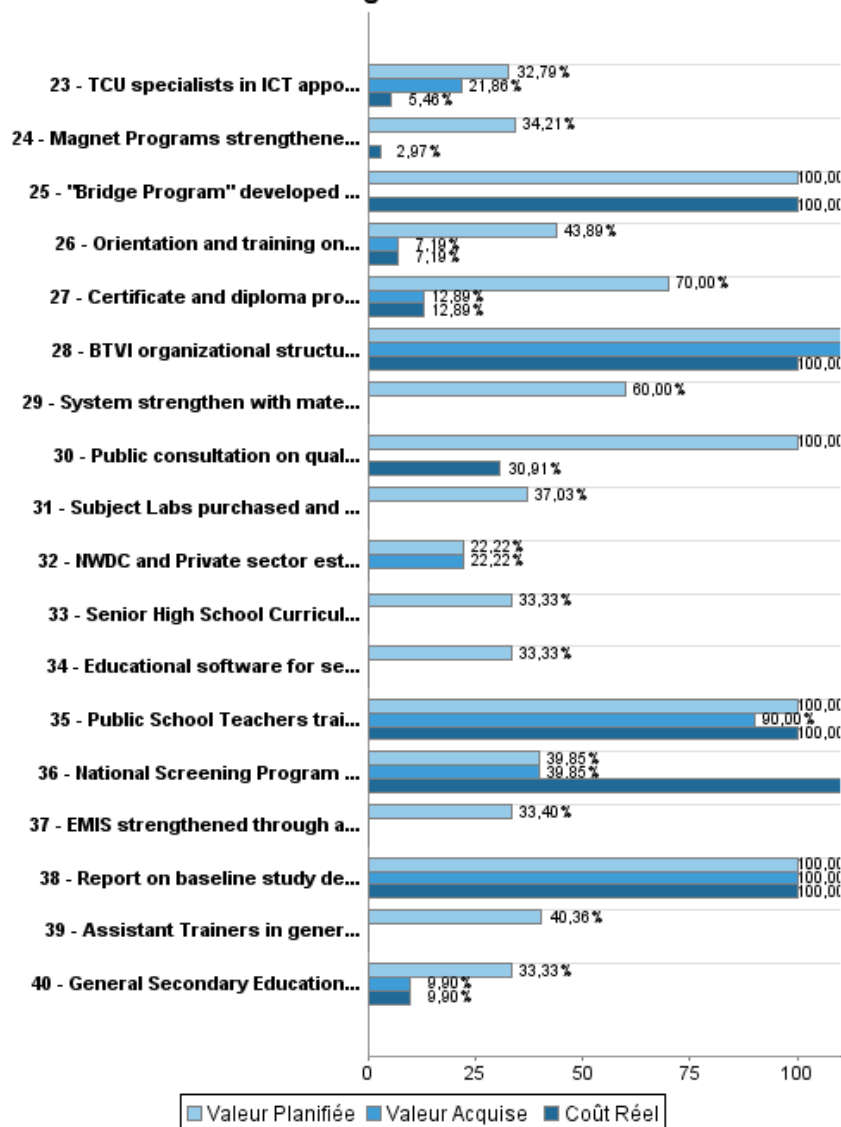 23 - TCU specialists in ICT appo...
32,79%
21,86%
5,46%
24 - Magnet Programs strengthene...
34,21%
2,97%
25 - "Bridge Program" developed ...
100,00
100,00
26 - Orientation and training on...
43,89%
7,19%
7,19%
27 - Certificate and diploma pro...
70,00%
12,89%
12,89%
28 - BTVI organizational structu...
100,00
29 - System strengthen with mate...
60,00%
30 - Public consultation on qual...
100,00
30,91%
31 - Subject Labs purchased and ...
37,03%
32 - NWDC and Private sector est...
22,22%
22,22%
33 - Senior High School Curricul...
33,33%
34 - Educational software for se...
33,33%
35 - Public School Teachers trai...
100,00
90,00%
100,00
36 - National Screening Program ...
39,85%
39,85%
37 - EMIS strengthened through a...
33,40%
38 - Report on baseline study de...
100,00
100,00
100,00
39 - Assistant Trainers in gener...
40,36%
40 - General Secondary Education...
33,33%
9,90%
9,90%
0 25 50 75 100
Valeur Planifiée Valeur Acquise Coût Réel